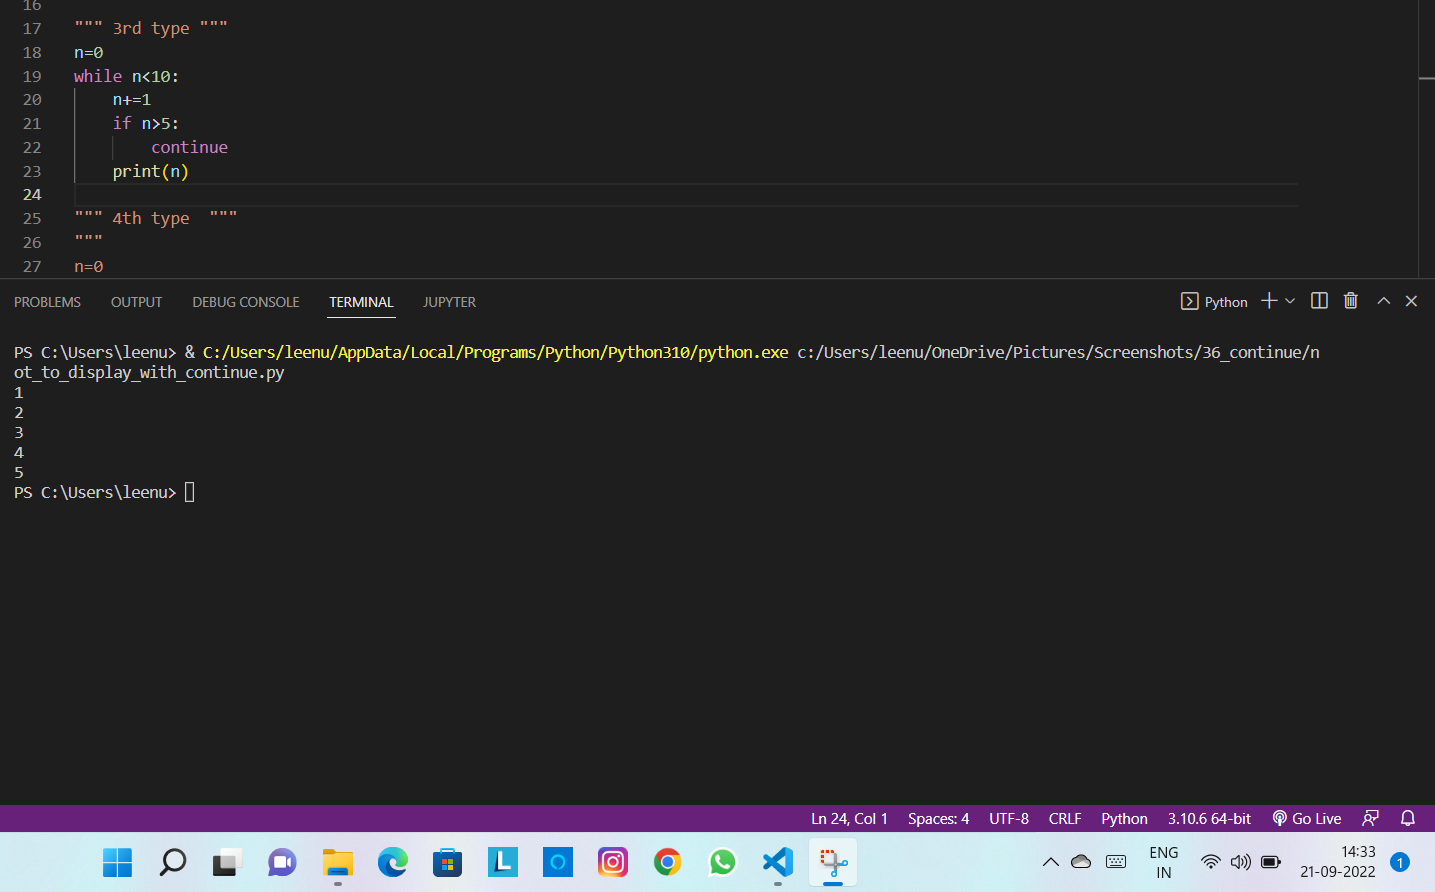 16
17 """ 3rd type """
18 n=0
19 while n<10:
20     n+=1
21     if n>5:
22         continue
23     print(n)
24
25 """ 4th type  """
26 """
27 n=0
PROBLEMS OUTPUT DEBUG CONSOLE TERMINAL JUPYTER Python
PS C:\Users\leenu> & C:/Users/leenu/AppData/Local/Programs/Python/Python310/python.exe c:/Users/leenu/OneDrive/Pictures/Screenshots/36_continue/n
ot_to_display_with_continue.py
1
2
3
4
5
PS C:\Users\leenu>
Ln 24, Col 1 Spaces: 4 UTF-8 CRLF Python 3.10.6 64-bit Go Live
L
ENG 14:33
IN 21-09-2022 1